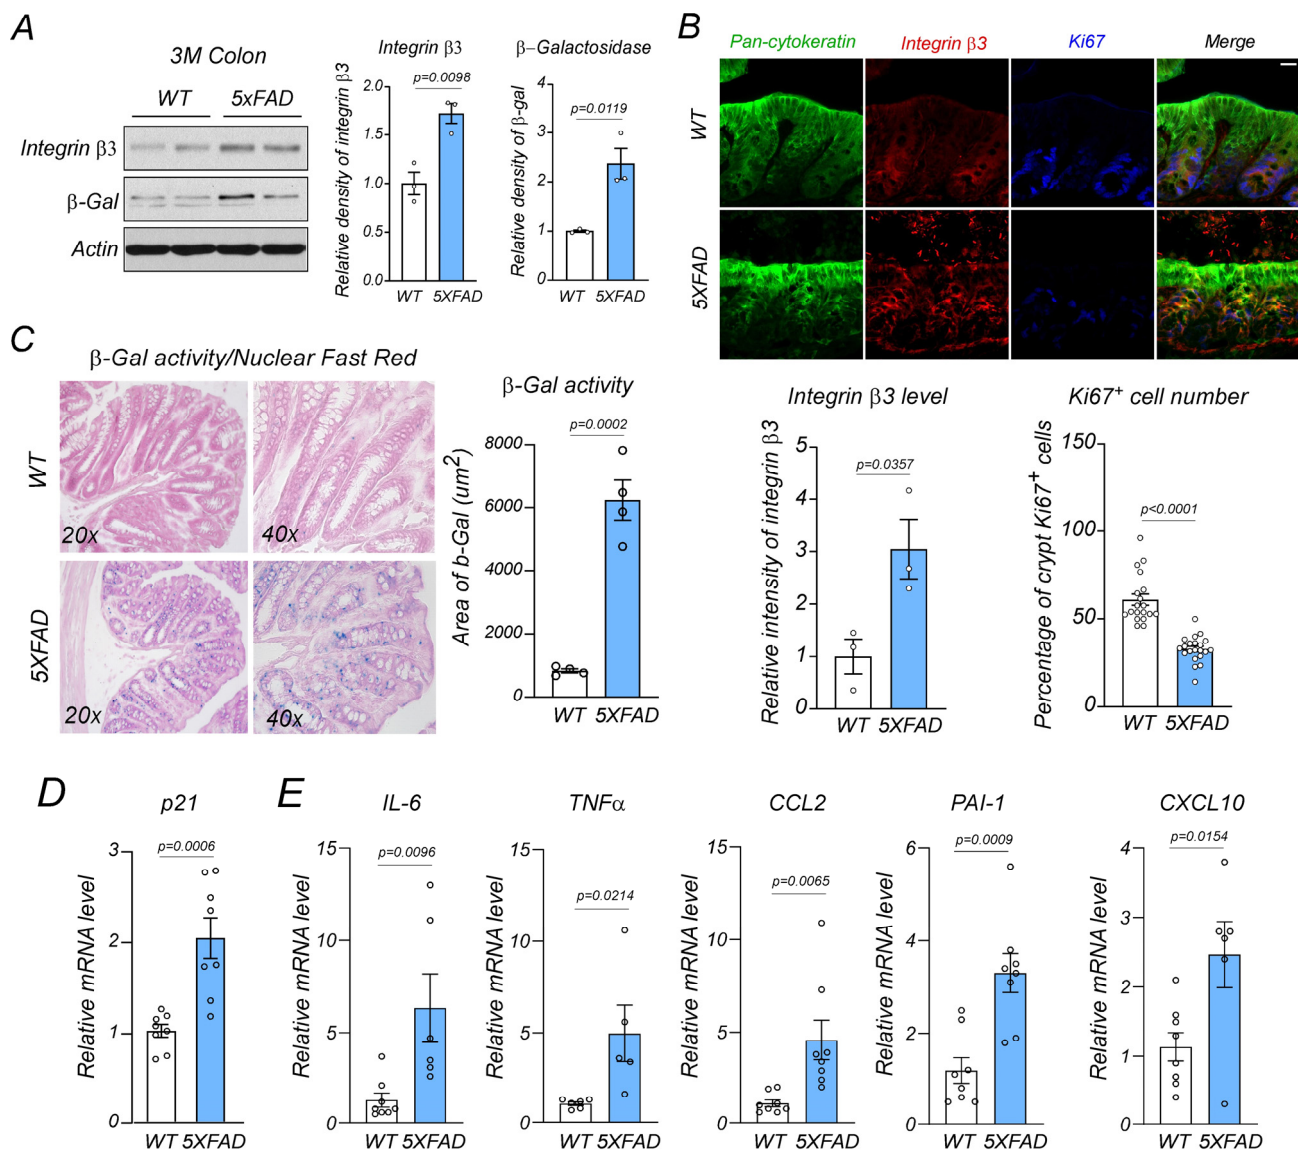 A
3M Colon
WT 5xFAD
Integrin β3
β-Gal
Actin
Integrin β3
Relative density of integrin β3
2.0
1.5
1.0
0.5
0.0
p=0.0098
WT 5XFAD
β–Galactosidase
Relative density of β-gal
4
3
2
1
0
p=0.0119
WT 5XFAD
B
Pan-cytokeratin Integrin β3 Ki67 Merge
WT
5XFAD
Integrin β3 level
Relative intensity of integrin β3
5
4
3
2
1
0
p=0.0357
WT 5XFAD
Ki67+ cell number
Percentage of crypt Ki67+ cells
150
100
50
0
p<0.0001
WT 5XFAD
C
β-Gal activity/Nuclear Fast Red
WT
20x 40x
5XFAD
20x 40x
β-Gal activity
Area of b-Gal (um2)
8000
6000
4000
2000
0
p=0.0002
WT 5XFAD
D
p21
Relative mRNA level
3
2
1
0
p=0.0006
WT 5XFAD
E
IL-6
Relative mRNA level
15
10
5
0
p=0.0096
WT 5XFAD
TNFα
Relative mRNA level
15
10
5
0
p=0.0214
WT 5XFAD
CCL2
Relative mRNA level
15
10
5
0
p=0.0065
WT 5XFAD
PAI-1
Relative mRNA level
6
4
2
0
p=0.0009
WT 5XFAD
CXCL10
Relative mRNA level
4
3
2
1
0
p=0.0154
WT 5XFAD